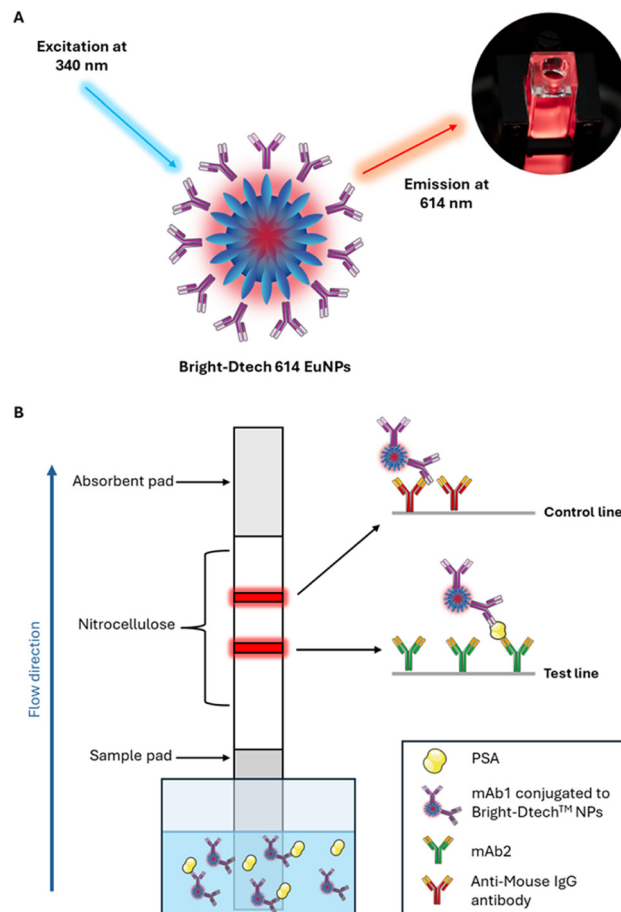 A
Excitation at
340 nm
Emission at
614 nm
Bright-Dtech 614 EuNPs
B
Flow direction
Absorbent pad
Nitrocellulose
Sample pad
Control line
Test line
PSA
mAb1 conjugated to
Bright-Dtech™ NPs
mAb2
Anti-Mouse IgG
antibody